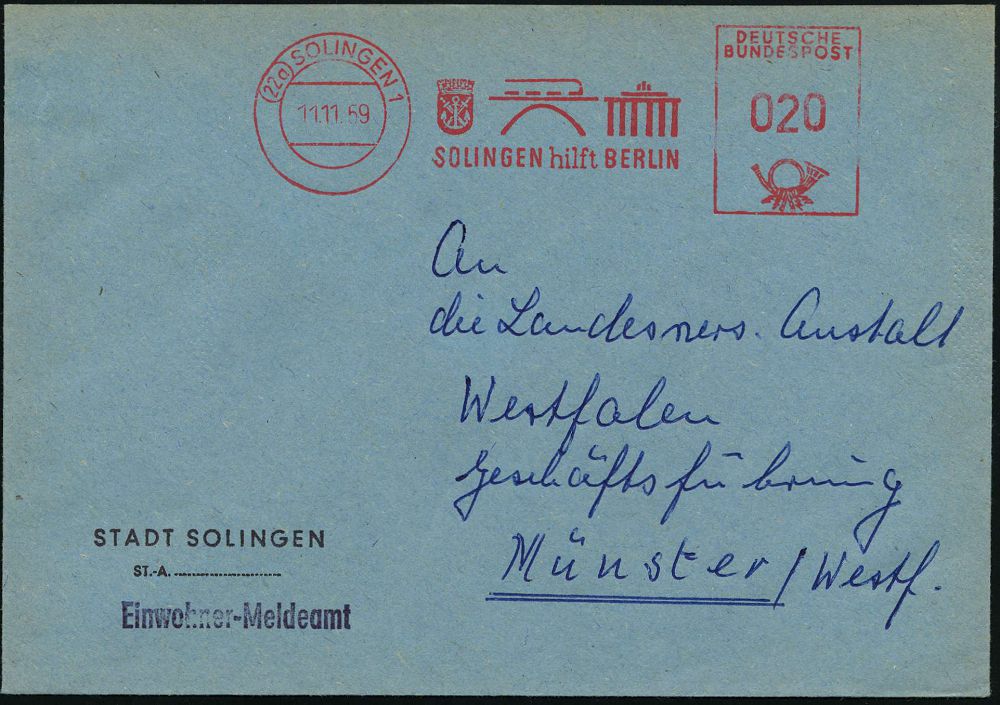 (22a) SOLINGEN 1
11.11.59
SOLINGEN hilft BERLIN
DEUTSCHE
BUNDESPOST
020
An
die Landesvers. Anstalt
Westfalen
Geschäftsführung
Münster / Westf.
STADT SOLINGEN
ST.-A.
Einwohner-Meldeamt